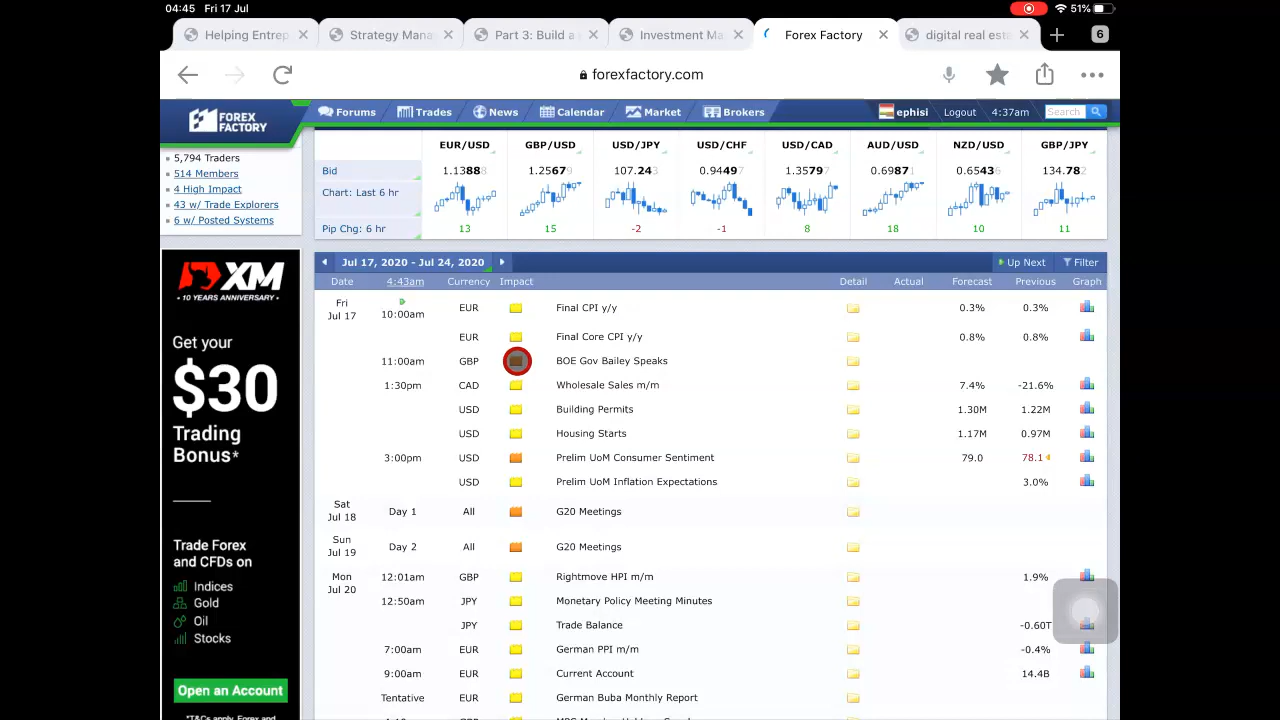 04:45 Fri 17 Jul
51%
Helping Entrep
Strategy Mana
Part 3: Build a
Investment Ma
Forex Factory
digital real esta
6
forexfactory.com
FOREX FACTORY
Forums
Trades
News
Calendar
Market
Brokers
ephisi
Logout
4:37am
Search
5,794 Traders
514 Members
4 High Impact
43 w/ Trade Explorers
6 w/ Posted Systems
EUR/USD GBP/USD USD/JPY USD/CHF USD/CAD AUD/USD NZD/USD GBP/JPY
Bid 1.13888 1.25679 107.243 0.94497 1.35797 0.69871 0.65436 134.782
Chart: Last 6 hr
Pip Chg: 6 hr 13 15 -2 -1 8 18 10 11
XM
- 10 YEARS ANNIVERSARY -
Get your
$30
Trading
Bonus*
Trade Forex
and CFDs on
Indices
Gold
Oil
Stocks
Open an Account
*T&Cs apply. Forex and
Jul 17, 2020 - Jul 24, 2020 Up Next Filter
Date 4:43am Currency Impact Detail Actual Forecast Previous Graph
Fri
Jul 17 10:00am EUR Final CPI y/y 0.3% 0.3%
EUR Final Core CPI y/y 0.8% 0.8%
11:00am GBP BOE Gov Bailey Speaks
1:30pm CAD Wholesale Sales m/m 7.4% -21.6%
USD Building Permits 1.30M 1.22M
USD Housing Starts 1.17M 0.97M
3:00pm USD Prelim UoM Consumer Sentiment 79.0 78.1
USD Prelim UoM Inflation Expectations 3.0%
Sat
Jul 18 Day 1 All G20 Meetings
Sun
Jul 19 Day 2 All G20 Meetings
Mon
Jul 20 12:01am GBP Rightmove HPI m/m 1.9%
12:50am JPY Monetary Policy Meeting Minutes
JPY Trade Balance -0.60T
7:00am EUR German PPI m/m -0.4%
9:00am EUR Current Account 14.4B
Tentative EUR German Buba Monthly Report